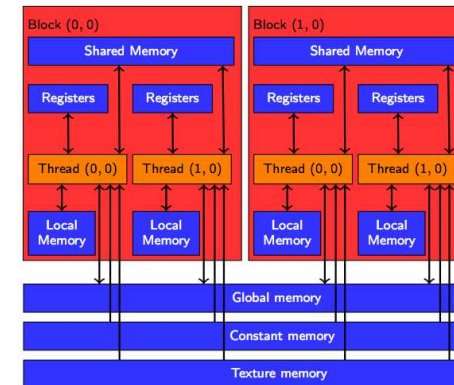 Block (0, 0)
Block (1, 0)
Shared Memory
Shared Memory
Registers
Registers
Registers
Registers
Thread (0, 0)
Thread (1, 0)
Thread (0, 0)
Thread (1, 0)
Local
Memory
Local
Memory
Local
Memory
Local
Memory
Global memory
Constant memory
Texture memory